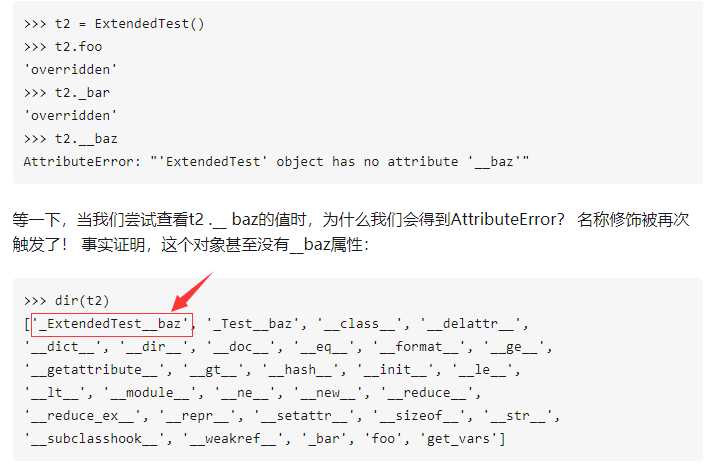 >>> t2 = ExtendedTest()
>>> t2.foo
'overridden'
>>> t2._bar
'overridden'
>>> t2.__baz
AttributeError: "'ExtendedTest' object has no attribute '__baz'"
等一下，当我们尝试查看t2 .__ baz的值时，为什么我们会得到AttributeError？ 名称修饰被再次
触发了！ 事实证明，这个对象甚至没有__baz属性：
>>> dir(t2)
['_ExtendedTest__baz', '_Test__baz', '__class__', '__delattr__',
'__dict__', '__dir__', '__doc__', '__eq__', '__format__', '__ge__',
'__getattribute__', '__gt__', '__hash__', '__init__', '__le__',
'__lt__', '__module__', '__ne__', '__new__', '__reduce__',
'__reduce_ex__', '__repr__', '__setattr__', '__sizeof__', '__str__',
'__subclasshook__', '__weakref__', '_bar', 'foo', 'get_vars']